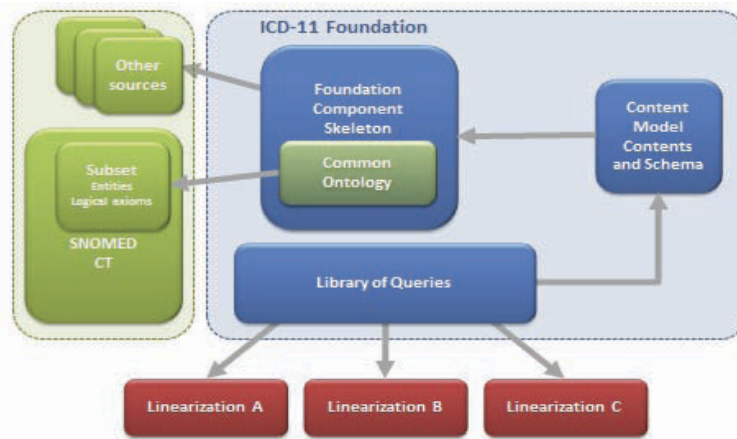 ICD-11 Foundation
Other
sources
Foundation
Component
Skeleton
Content
Model
Contents
and Schema
Common
Ontology
Subset
Entities
Logical axioms
SNOMED
CT
Library of Queries
Linearization A
Linearization B
Linearization C